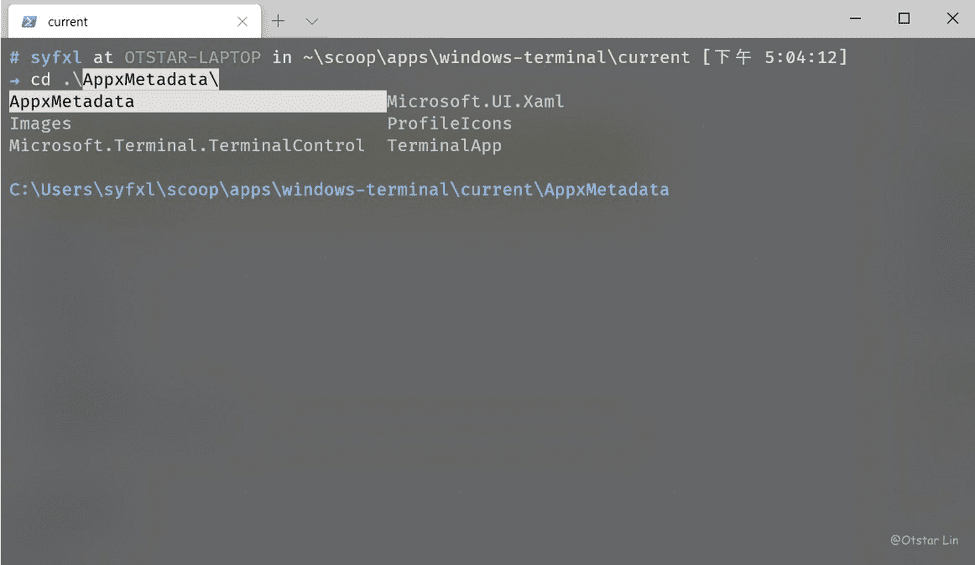 current
# syfxl at OTSTAR-LAPTOP in ~\scoop\apps\windows-terminal\current [下午 5:04:12]
→ cd .\AppxMetadata\
AppxMetadata Microsoft.UI.Xaml
Images ProfileIcons
Microsoft.Terminal.TerminalControl TerminalApp
C:\Users\syfxl\scoop\apps\windows-terminal\current\AppxMetadata
@Otstar Lin